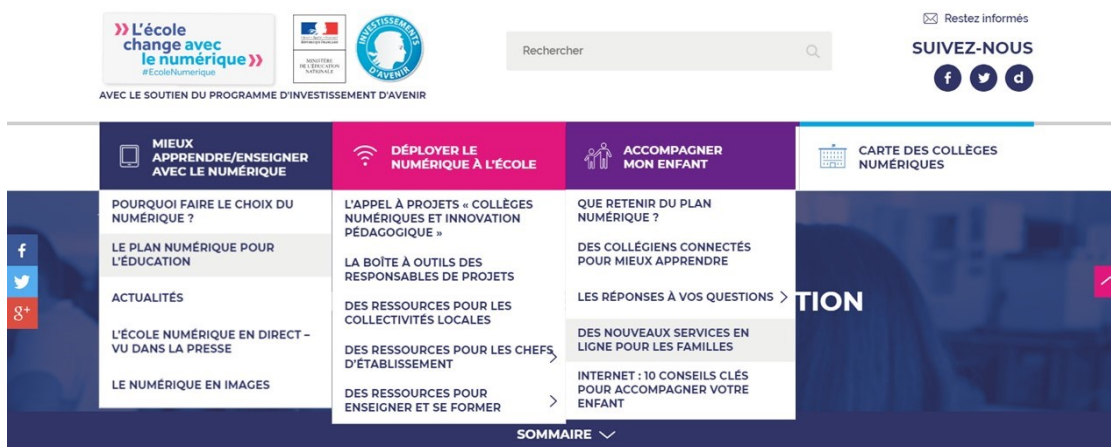 L'école
change avec
le numérique
#EcoleNumerique
MINISTÈRE
DE L'ÉDUCATION
NATIONALE
INVESTISSEMENTS
D'AVENIR
AVEC LE SOUTIEN DU PROGRAMME D'INVESTISSEMENT D'AVENIR
Rechercher
Restez informés
SUIVEZ-NOUS
MIEUX
APPRENDRE/ENSEIGNER
AVEC LE NUMÉRIQUE
DÉPLOYER LE
NUMÉRIQUE À L'ÉCOLE
ACCOMPAGNER
MON ENFANT
CARTE DES COLLÈGES
NUMÉRIQUES
POURQUOI FAIRE LE CHOIX DU
NUMÉRIQUE ?
LE PLAN NUMÉRIQUE POUR
L'ÉDUCATION
ACTUALITÉS
L'ÉCOLE NUMÉRIQUE EN DIRECT –
VU DANS LA PRESSE
LE NUMÉRIQUE EN IMAGES
L'APPEL À PROJETS « COLLÈGES
NUMÉRIQUES ET INNOVATION
PÉDAGOGIQUE »
LA BOÎTE À OUTILS DES
RESPONSABLES DE PROJETS
DES RESSOURCES POUR LES
COLLECTIVITÉS LOCALES
DES RESSOURCES POUR LES CHEFS
D'ÉTABLISSEMENT
DES RESSOURCES POUR
ENSEIGNER ET SE FORMER
QUE RETENIR DU PLAN
NUMÉRIQUE ?
DES COLLÉGIENS CONNECTÉS
POUR MIEUX APPRENDRE
LES RÉPONSES À VOS QUESTIONS
DES NOUVEAUX SERVICES EN
LIGNE POUR LES FAMILLES
INTERNET : 10 CONSEILS CLÉS
POUR ACCOMPAGNER VOTRE
ENFANT
TION
SOMMAIRE